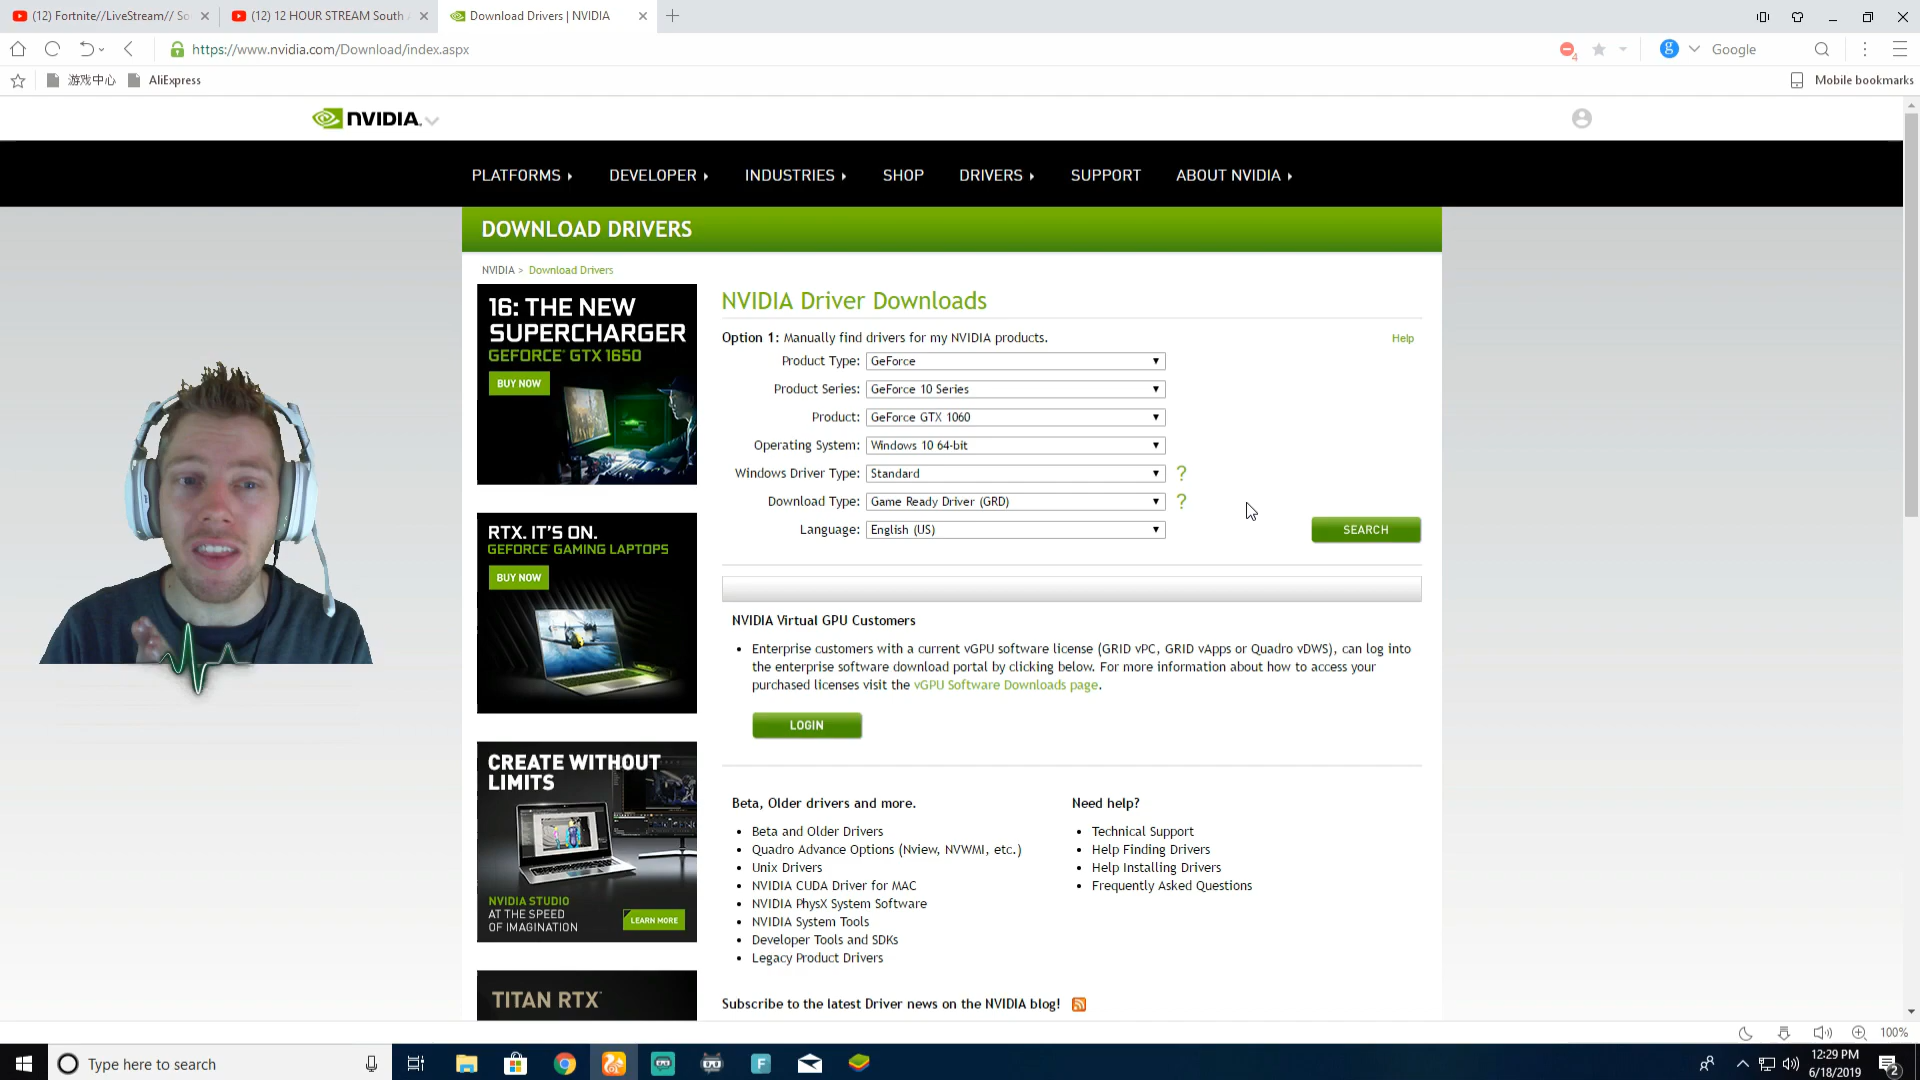 (12) Fortnite//LiveStream// So
(12) 12 HOUR STREAM South
Download Drivers | NVIDIA
https://www.nvidia.com/Download/index.aspx
4
g
Google
游戏中心
AliExpress
Mobile bookmarks
NVIDIA.
PLATFORMS
DEVELOPER
INDUSTRIES
SHOP
DRIVERS
SUPPORT
ABOUT NVIDIA
DOWNLOAD DRIVERS
NVIDIA > Download Drivers
16: THE NEW
SUPERCHARGER
GEFORCE® GTX 1650
BUY NOW
RTX. IT'S ON.
GEFORCE® GAMING LAPTOPS
BUY NOW
CREATE WITHOUT
LIMITS
NVIDIA STUDIO
AT THE SPEED
OF IMAGINATION
LEARN MORE
TITAN RTX™
NVIDIA Driver Downloads
Option 1: Manually find drivers for my NVIDIA products.
Help
Product Type: GeForce
Product Series: GeForce 10 Series
Product: GeForce GTX 1060
Operating System: Windows 10 64-bit
Windows Driver Type: Standard ?
Download Type: Game Ready Driver (GRD) ?
Language: English (US)
SEARCH
NVIDIA Virtual GPU Customers
• Enterprise customers with a current vGPU software license (GRID vPC, GRID vApps or Quadro vDWS), can log into
the enterprise software download portal by clicking below. For more information about how to access your
purchased licenses visit the vGPU Software Downloads page.
LOGIN
Beta, Older drivers and more.
• Beta and Older Drivers
• Quadro Advance Options (Nview, NVWMI, etc.)
• Unix Drivers
• NVIDIA CUDA Driver for MAC
• NVIDIA PhysX System Software
• NVIDIA System Tools
• Developer Tools and SDKs
• Legacy Product Drivers
Need help?
• Technical Support
• Help Finding Drivers
• Help Installing Drivers
• Frequently Asked Questions
Subscribe to the latest Driver news on the NVIDIA blog!
100%
Type here to search
F
12:29 PM
6/18/2019
2